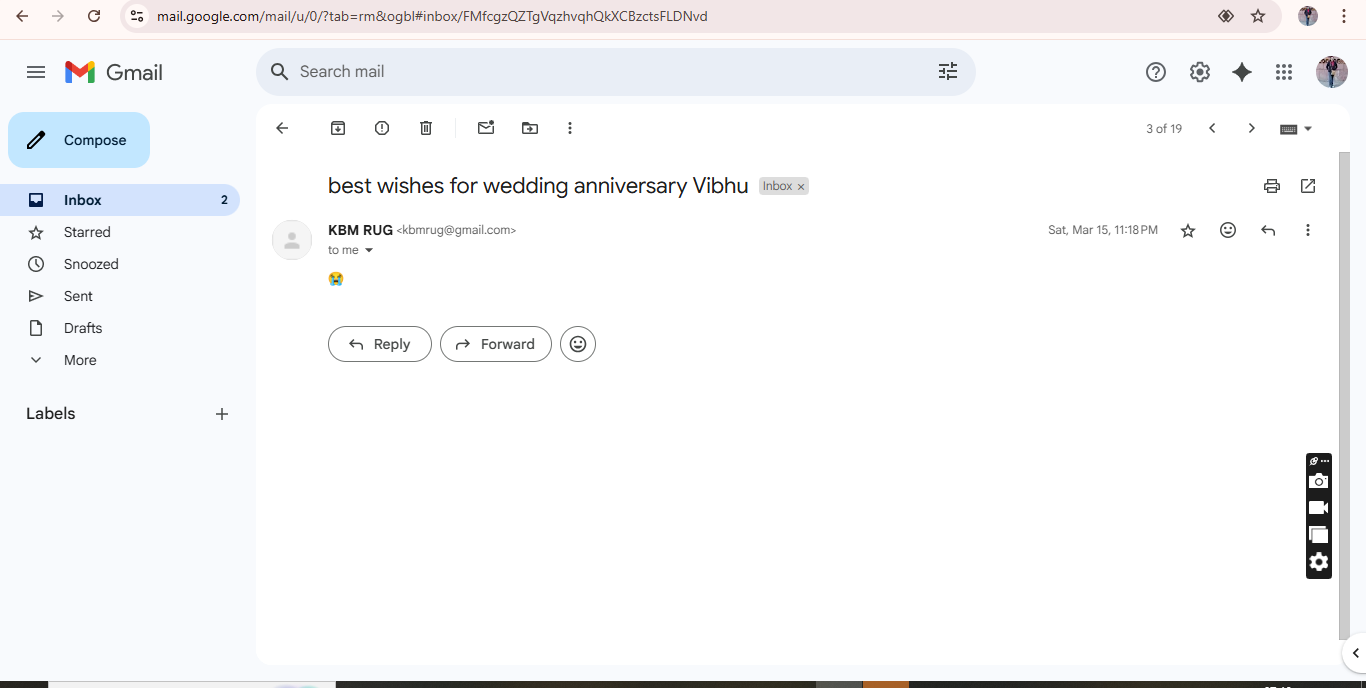 mail.google.com/mail/u/0/?tab=rm&ogbl#inbox/FMfcgzQZTgVqzhvqhQkXCBzctsFLDNvd
Gmail
Search mail
Compose
3 of 19
best wishes for wedding anniversary Vibhu Inbox ×
Inbox 2
KBM RUG <kbmrug@gmail.com> Sat, Mar 15, 11:18 PM
Starred
to me
Snoozed
😭
Sent
Drafts
Reply Forward
More
Labels